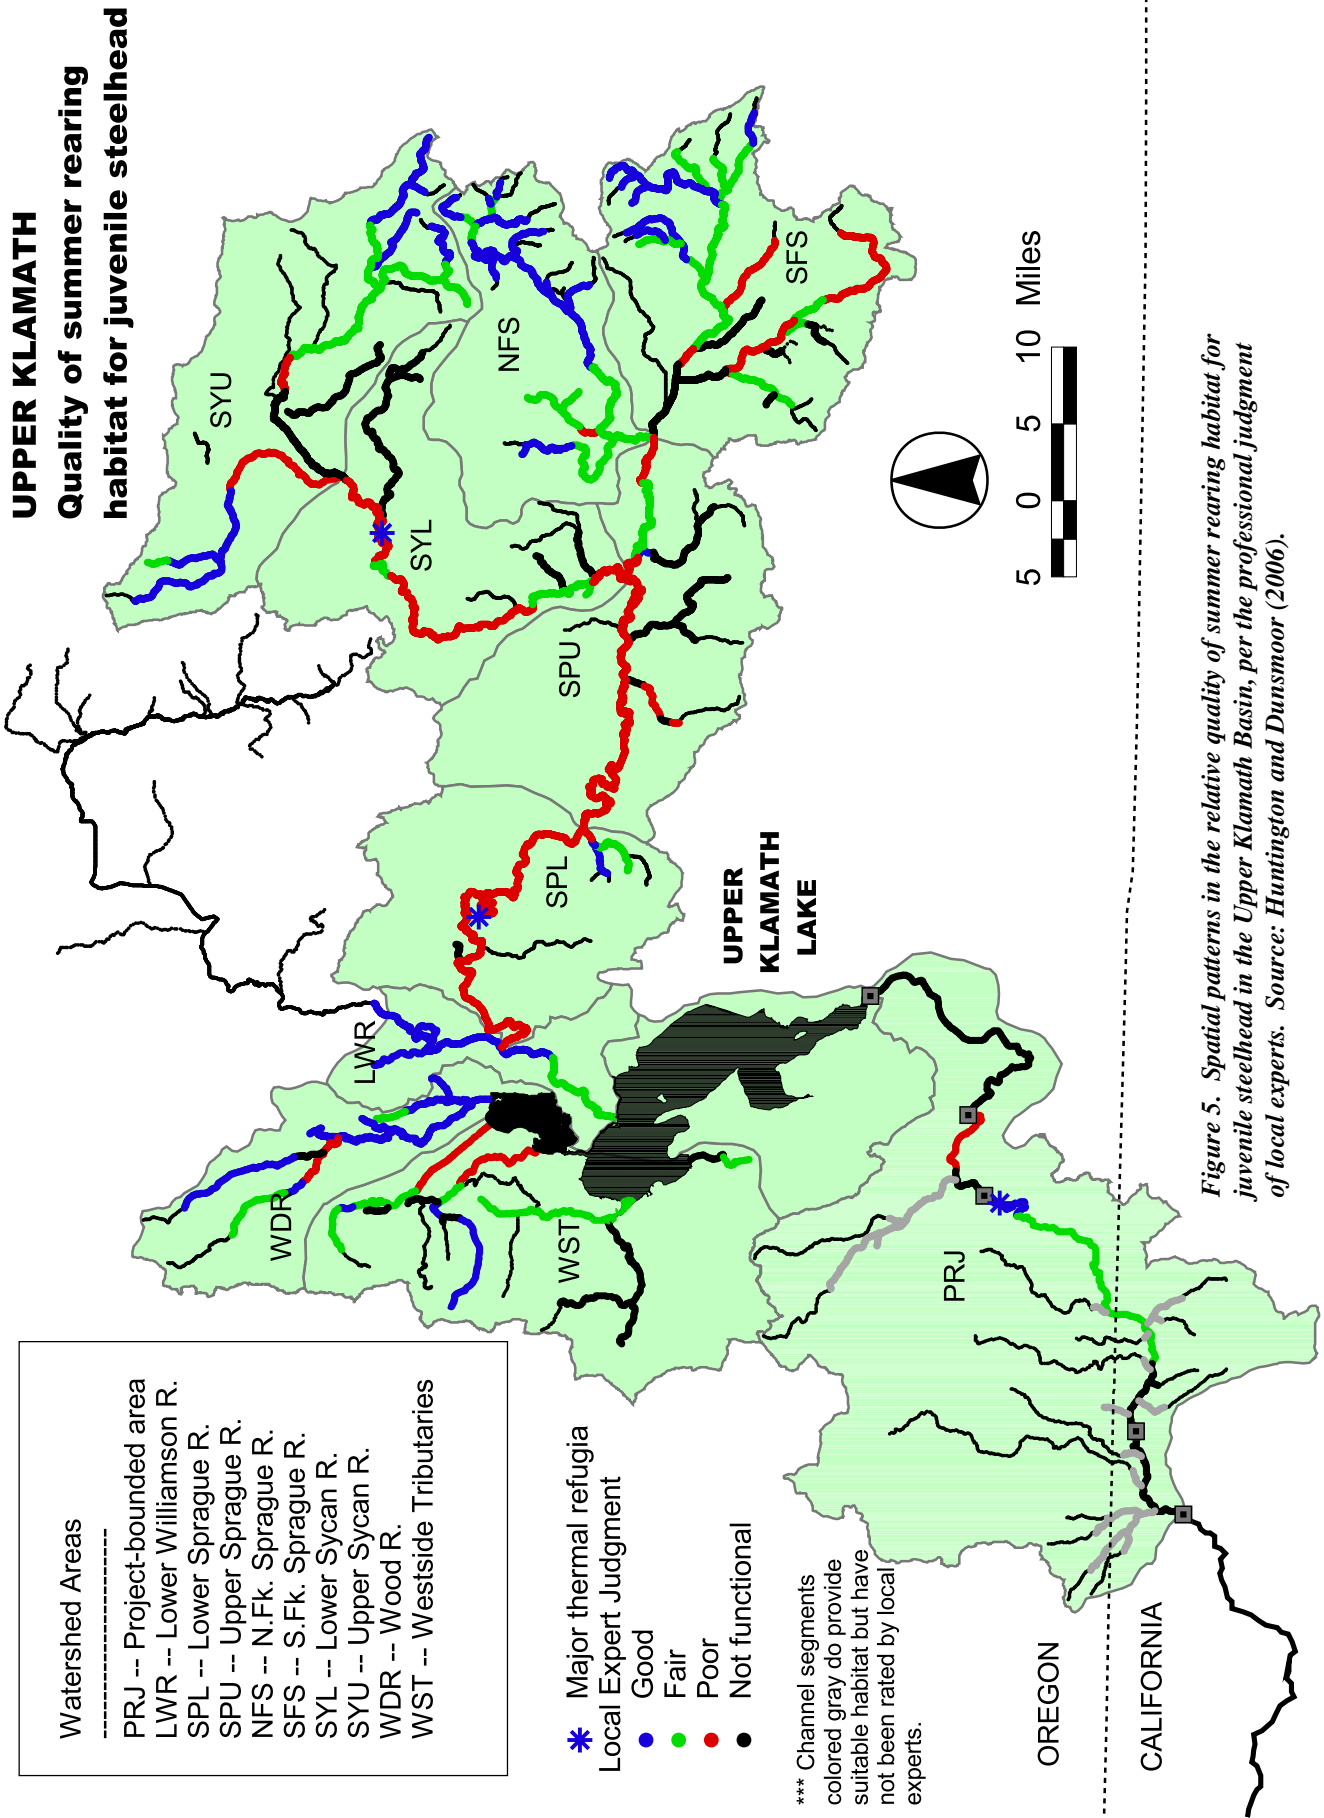 UPPER KLAMATH
Quality of summer rearing
habitat for juvenile steelhead
Watershed Areas
--------------------
PRJ -- Project-bounded area
LWR -- Lower Williamson R.
SPL -- Lower Sprague R.
SPU -- Upper Sprague R.
NFS -- N.Fk. Sprague R.
SFS -- S.Fk. Sprague R.
SYL -- Lower Sycan R.
SYU -- Upper Sycan R.
WDR -- Wood R.
WST -- Westside Tributaries
Major thermal refugia
Local Expert Judgment
Good
Fair
Poor
Not functional
*** Channel segments
colored gray do provide
suitable habitat but have
not been rated by local
experts.
SYU
SYL
NFS
SFS
SPU
SPL
LWR
WDR
WST
PRJ
UPPER
KLAMATH
LAKE
OREGON
CALIFORNIA
5 0 5 10 Miles
Figure 5. Spatial patterns in the relative quality of summer rearing habitat for
juvenile steelhead in the Upper Klamath Basin, per the professional judgment
of local experts. Source: Huntington and Dunsmoor (2006).